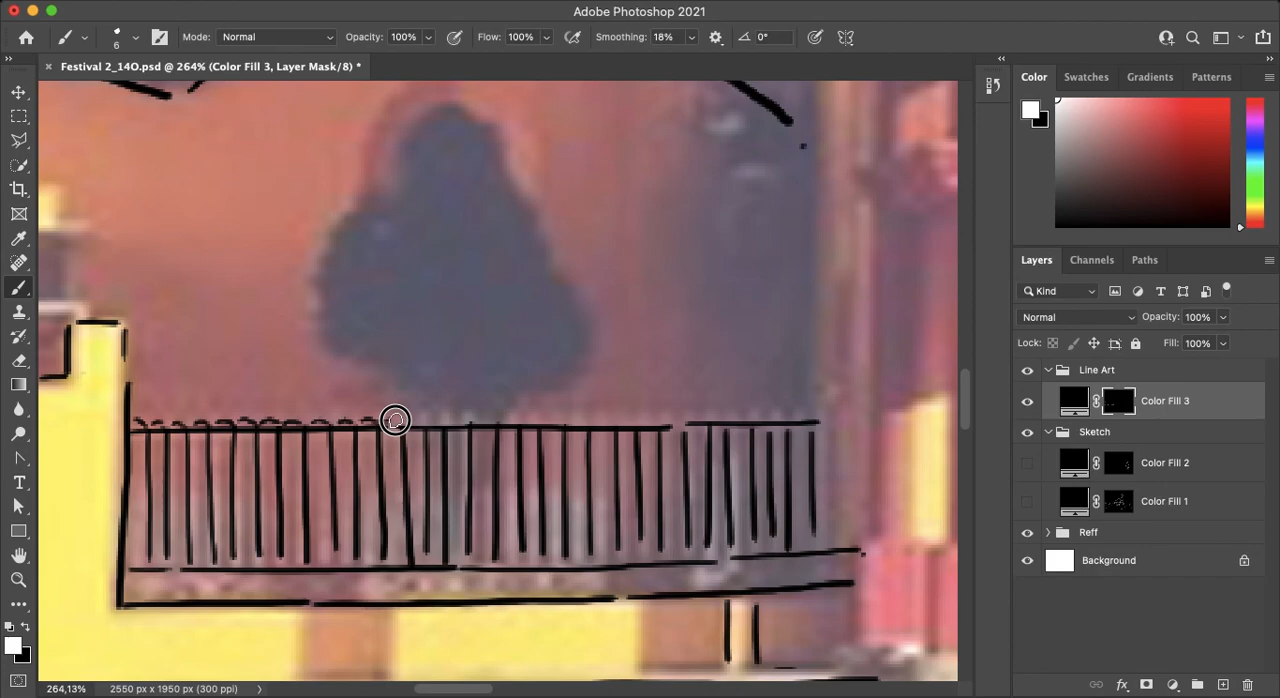 Adobe Photoshop 2021
6
Mode: Normal Opacity: 100% Flow: 100% Smoothing: 18% 0°
Festival 2_14O.psd @ 264% (Color Fill 3, Layer Mask/8) *
Color Swatches Gradients Patterns
Layers Channels Paths
Kind
Normal Opacity: 100%
Lock: Fill: 100%
Line Art
Color Fill 3
Sketch
Color Fill 2
Color Fill 1
Reff
Background
264,13% 2550 px x 1950 px (300 ppi)